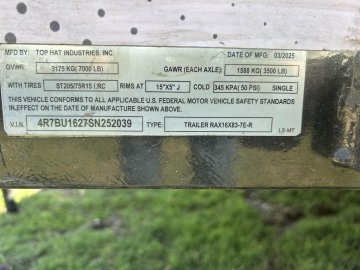 MFD BY: TOP HAT INDUSTRIES, INC. DATE OF MFG: 03/2025
GVWR: 3175 KG(7000 LB) GAWR (EACH AXLE): 1588 KG(3500 LB)
WITH TIRES ST205/75R15 LRC RIMS AT 15"X5" J COLD 345 KPA(50 PSI) SINGLE
THIS VEHICLE CONFORMS TO ALL APPLICABLE U.S. FEDERAL MOTOR VEHICLE SAFETY STANDARDS
IN EFFECT ON THE DATE OF MANUFACTURE SHOWN ABOVE.
V.I.N. 4R7BU1627SN252039 TYPE: TRAILER RAX16X83-7E-R
LS-MT